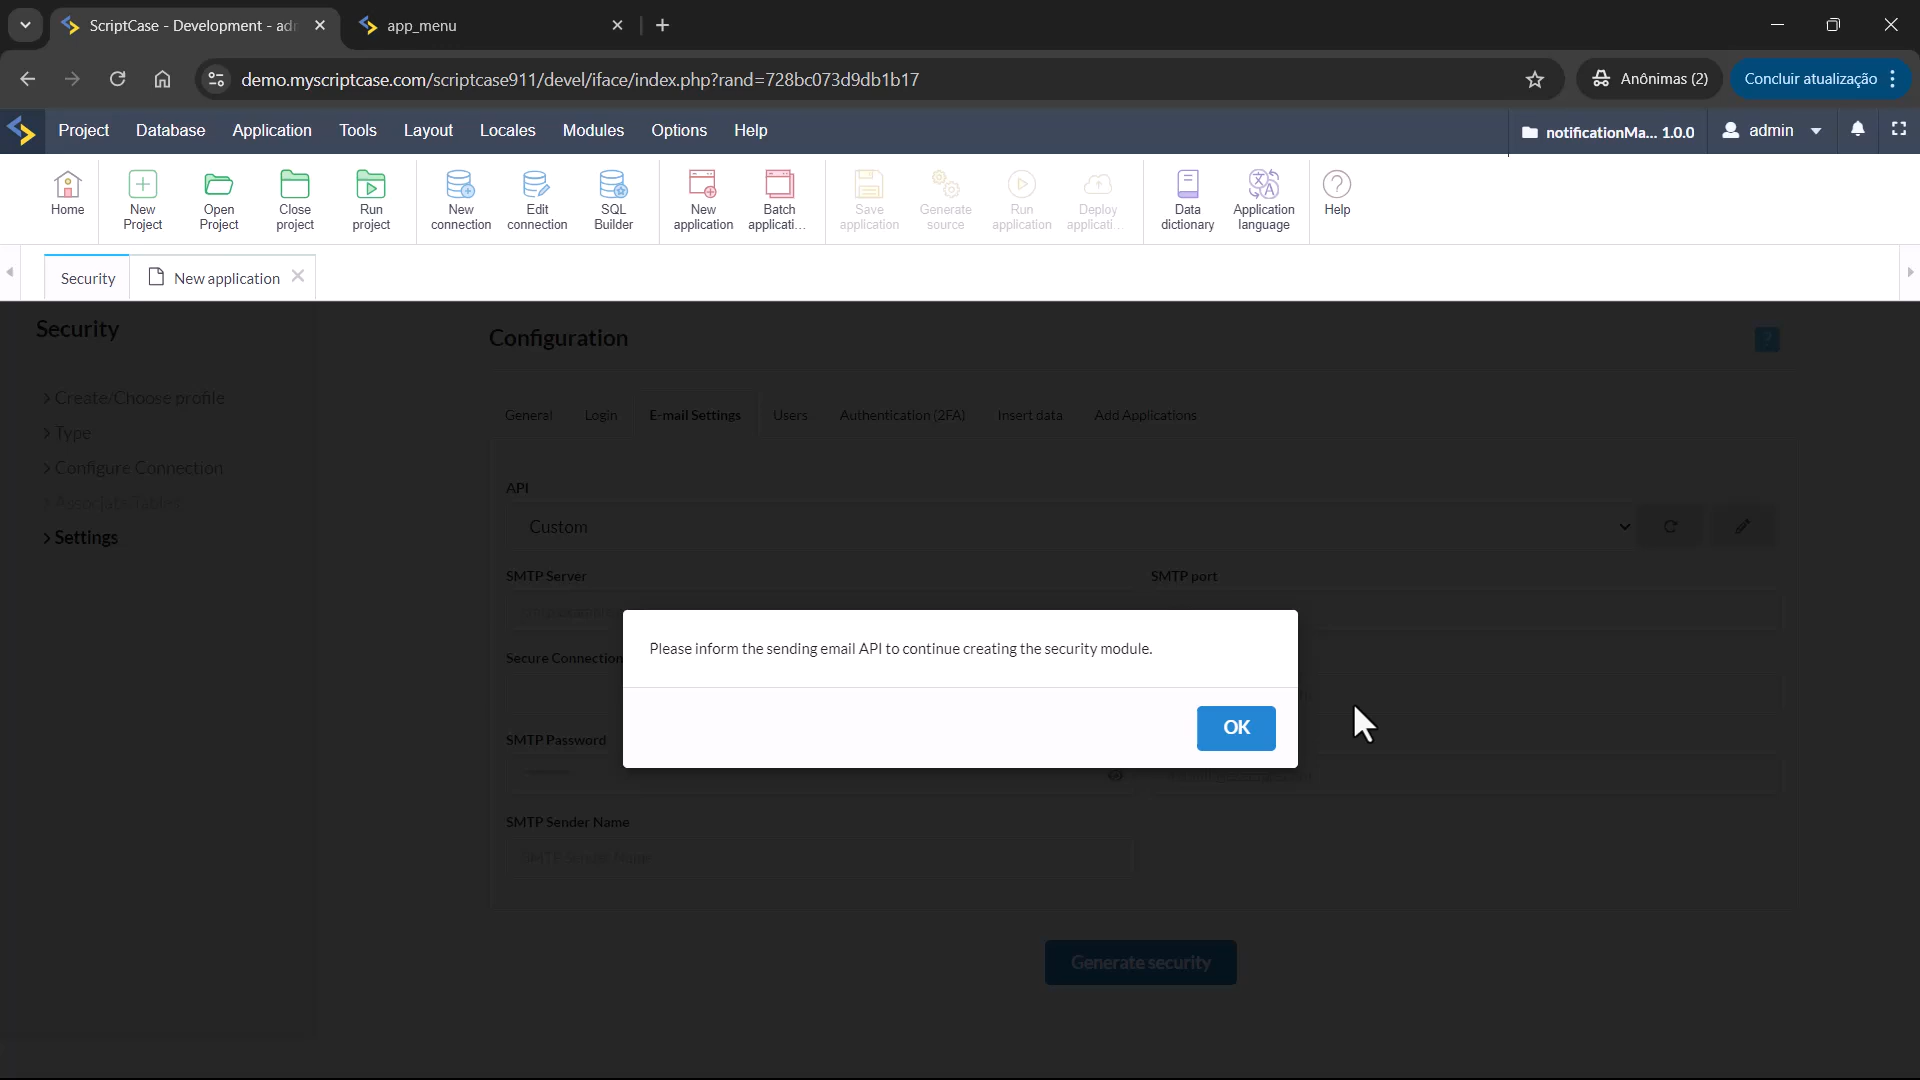 ScriptCase - Development - adr
app_menu
demo.myscriptcase.com/scriptcase911/devel/iface/index.php?rand=728bc073d9db1b17
Anônimas (2)
Concluir atualização
Project Database Application Tools Layout Locales Modules Options Help
notificationMa... 1.0.0
admin
Home
New Project
Open Project
Close project
Run project
New connection
Edit connection
SQL Builder
New application
Batch applicati...
Save application
Generate source
Run application
Deploy applicati...
Data dictionary
Application language
Help
Security
New application
Security
Configuration
?
> Create/Choose profile
> Type
> Configure Connection
> Associate Tables
> Settings
General Login E-mail Settings Users Authentication (2FA) Insert data Add Applications
API
Custom
SMTP Server
SMTP port
Secure Connection
Please inform the sending email API to continue creating the security module.
OK
SMTP Password
SMTP Sender Name
SMTP Sender Name
Generate security